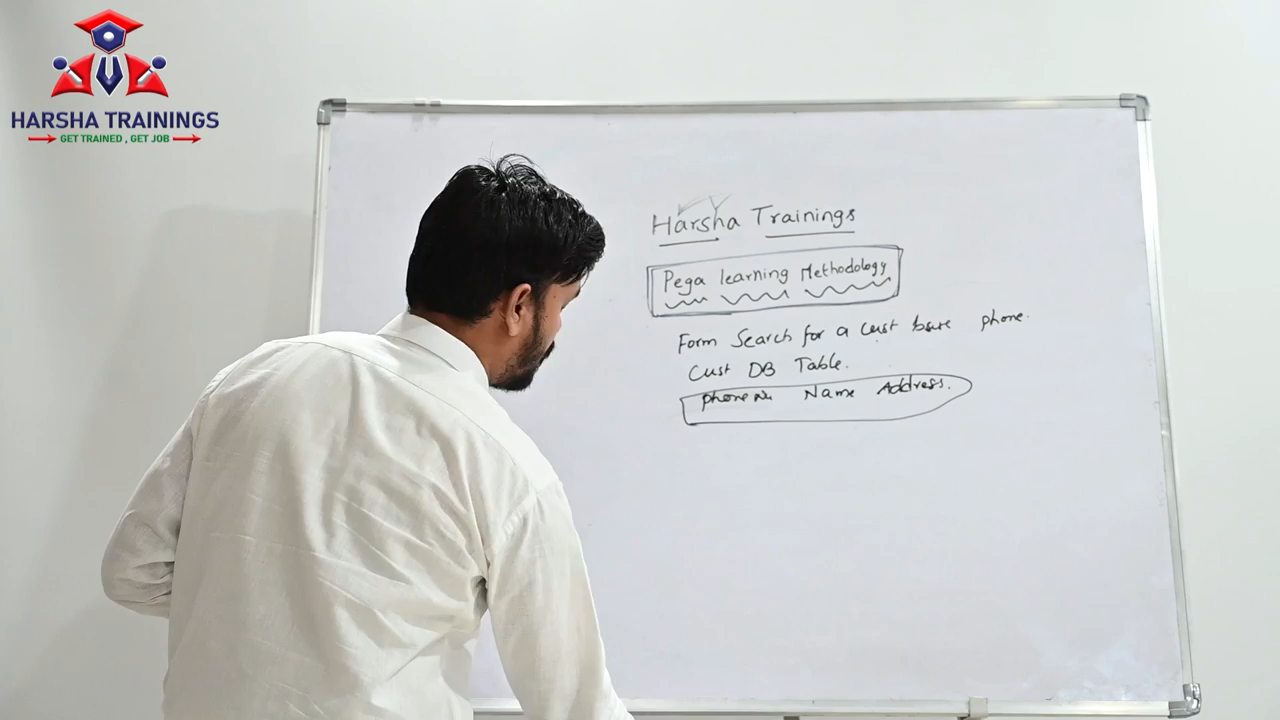 HARSHA TRAININGS
GET TRAINED , GET JOB
Harsha Trainings
Pega learning Methodology
Form Search for a Cust phone.
Cust DB Table.
phone No Name Address.